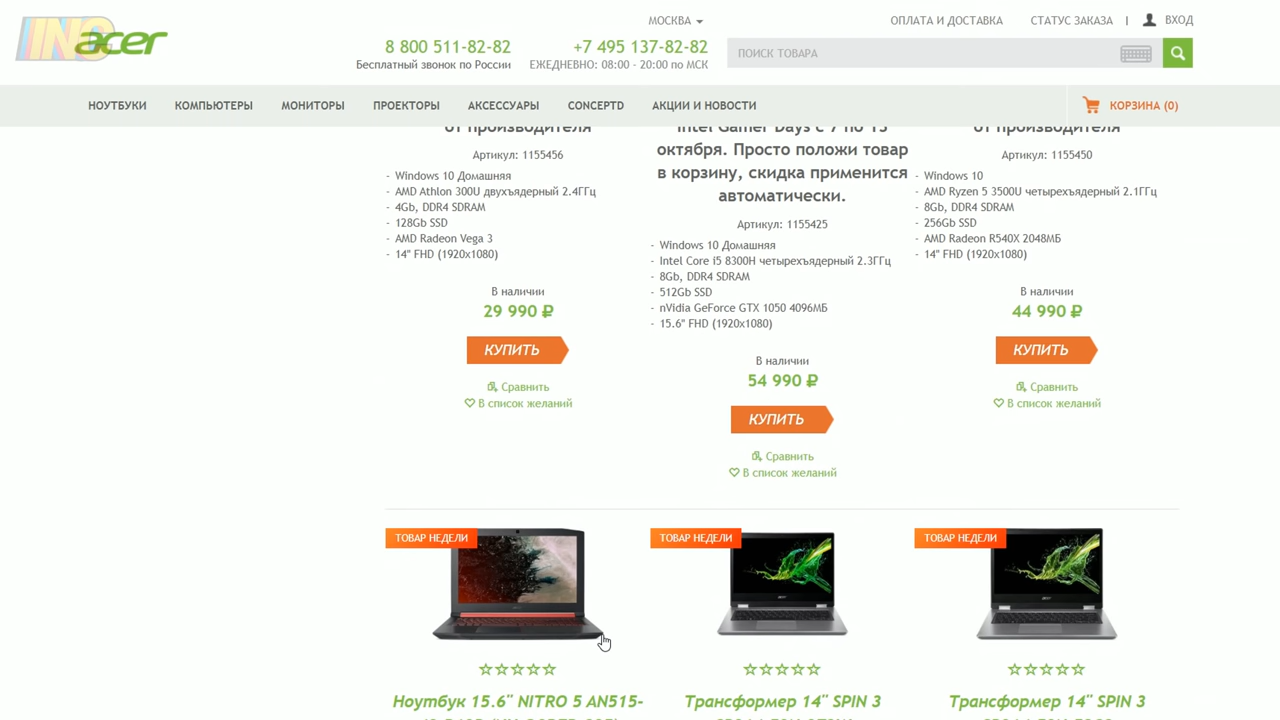 ING
acer
МОСКВА
ОПЛАТА И ДОСТАВКА
СТАТУС ЗАКАЗА
|
ВХОД
8 800 511-82-82
Бесплатный звонок по России
+7 495 137-82-82
ЕЖЕДНЕВНО: 08:00 - 20:00 по МСК
ПОИСК ТОВАРА
НОУТБУКИ
КОМПЬЮТЕРЫ
МОНИТОРЫ
ПРОЕКТОРЫ
АКСЕССУАРЫ
CONCEPTD
АКЦИИ И НОВОСТИ
КОРЗИНА (0)
от производителя
Артикул: 1155456
- Windows 10 Домашняя
- AMD Athlon 300U двухъядерный 2.4ГГц
- 4Gb, DDR4 SDRAM
- 128Gb SSD
- AMD Radeon Vega 3
- 14" FHD (1920x1080)
В наличии
29 990 ₽
КУПИТЬ
Сравнить
В список желаний
Intel Gamer Days с 7 по 13
октября. Просто положи товар
в корзину, скидка применится
автоматически.
Артикул: 1155425
- Windows 10 Домашняя
- Intel Core i5 8300H четырехъядерный 2.3ГГц
- 8Gb, DDR4 SDRAM
- 512Gb SSD
- nVidia GeForce GTX 1050 4096МБ
- 15.6" FHD (1920x1080)
В наличии
54 990 ₽
КУПИТЬ
Сравнить
В список желаний
от производителя
Артикул: 1155450
- Windows 10
- AMD Ryzen 5 3500U четырехъядерный 2.1ГГц
- 8Gb, DDR4 SDRAM
- 256Gb SSD
- AMD Radeon R540X 2048МБ
- 14" FHD (1920x1080)
В наличии
44 990 ₽
КУПИТЬ
Сравнить
В список желаний
ТОВАР НЕДЕЛИ
Ноутбук 15.6" NITRO 5 AN515-
ТОВАР НЕДЕЛИ
Трансформер 14" SPIN 3
ТОВАР НЕДЕЛИ
Трансформер 14" SPIN 3